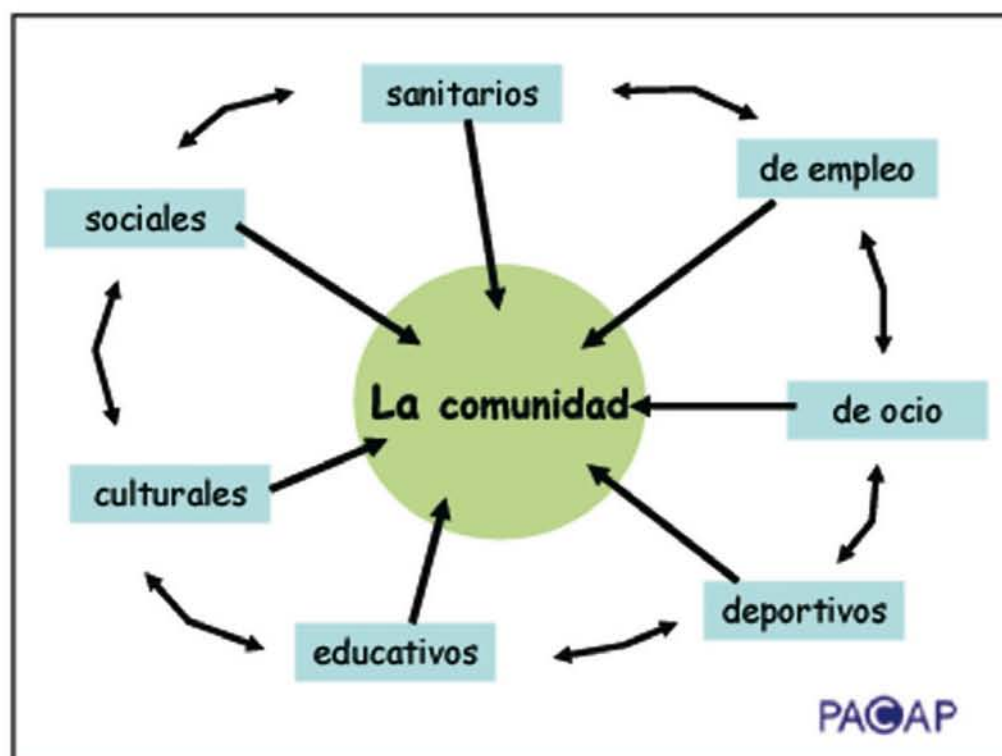 sanitarios
de empleo
sociales
La comunidad
de ocio
culturales
deportivos
educativos
PACAP